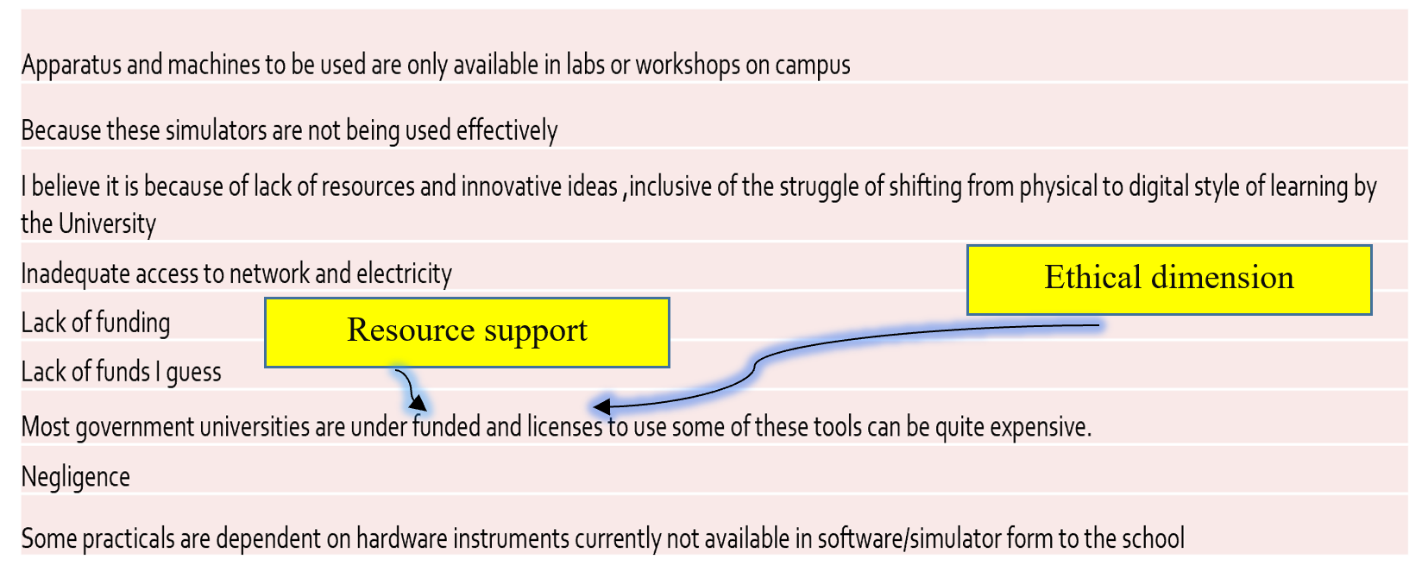 Apparatus and machines to be used are only available in labs or workshops on campus
Because these simulators are not being used effectively
I believe it is because of lack of resources and innovative ideas ,inclusive of the struggle of shifting from physical to digital style of learning by
the University
Inadequate access to network and electricity
Ethical dimension
Lack of funding
Resource support
Lack of funds I guess
Most government universities are under funded and licenses to use some of these tools can be quite expensive.
Negligence
Some practicals are dependent on hardware instruments currently not available in software/simulator form to the school